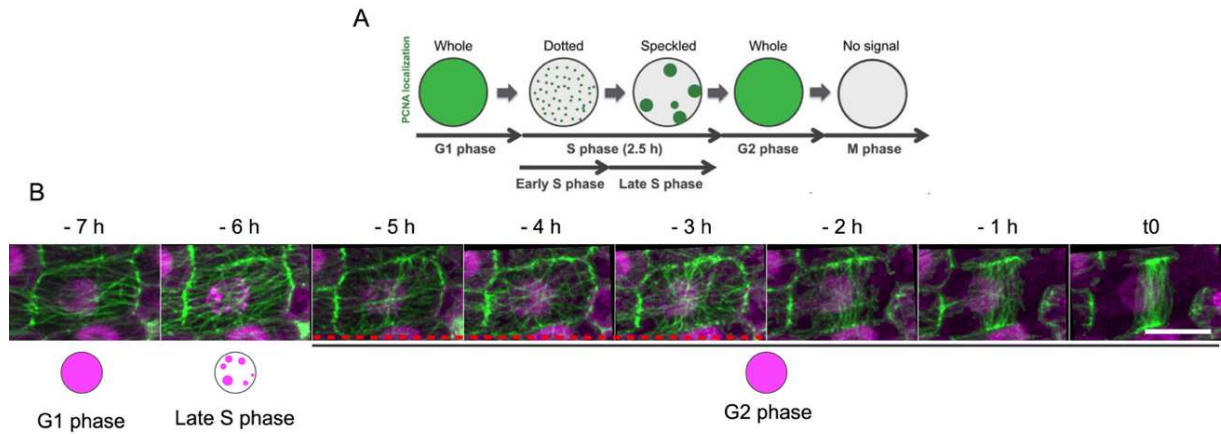 A
Whole Dotted Speckled Whole No signal
PCNA localization
G1 phase S phase (2.5 h) G2 phase M phase
Early S phase Late S phase
B
- 7 h - 6 h - 5 h - 4 h - 3 h - 2 h - 1 h t0
G1 phase Late S phase G2 phase